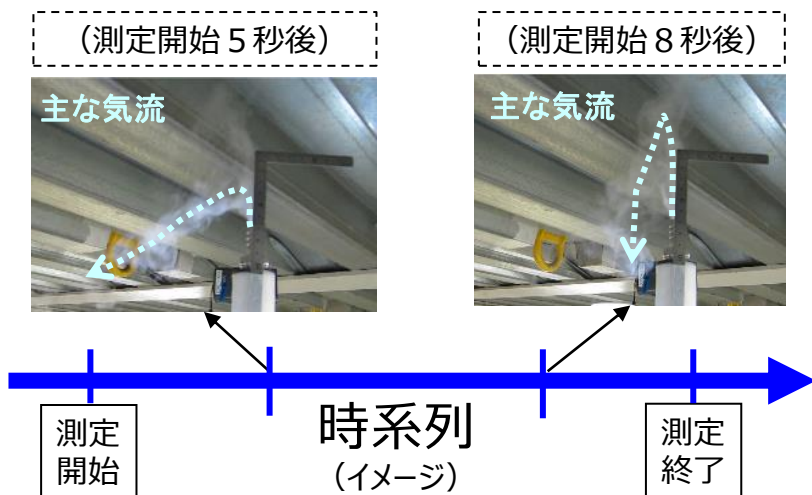 （測定開始５秒後）
（測定開始８秒後）
主な気流
主な気流
測定
開始
時系列
（イメージ）
測定
終了